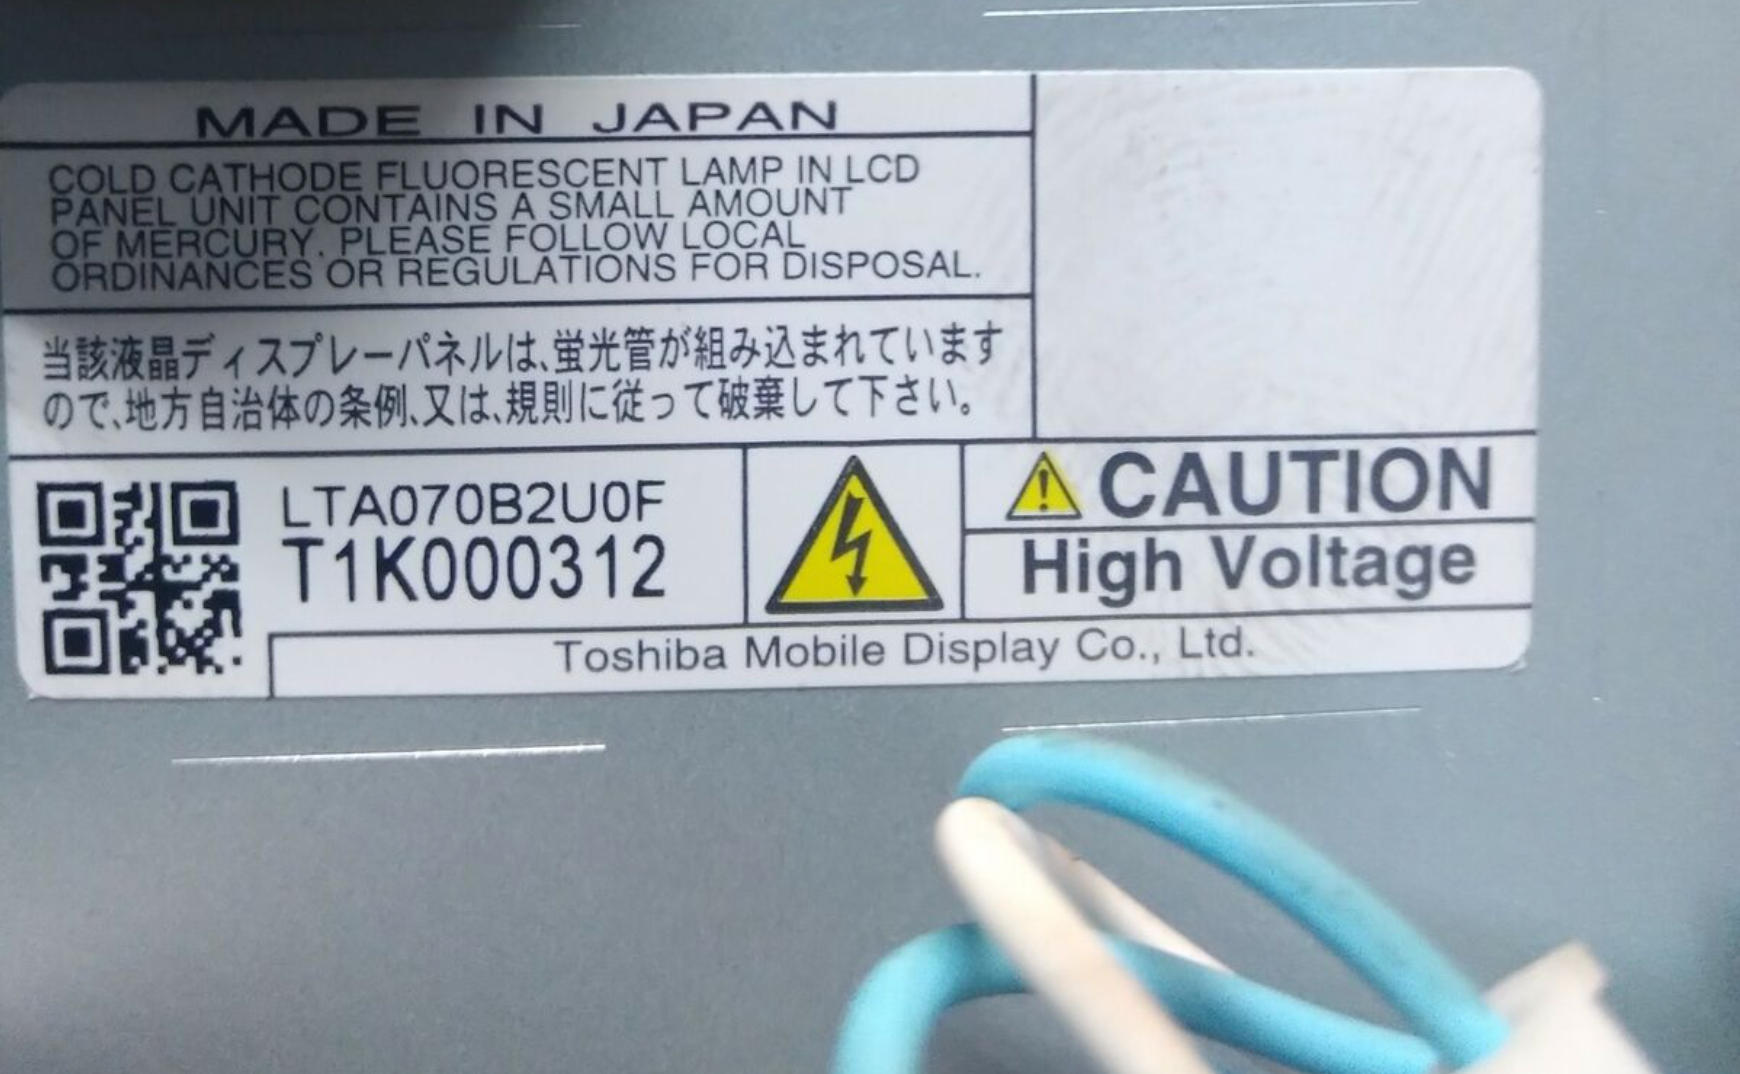 MADE IN JAPAN
COLD CATHODE FLUORESCENT LAMP IN LCD
PANEL UNIT CONTAINS A SMALL AMOUNT
OF MERCURY. PLEASE FOLLOW LOCAL
ORDINANCES OR REGULATIONS FOR DISPOSAL.
当該液晶ディスプレーパネルは、蛍光管が組み込まれています
ので、地方自治体の条例、又は、規則に従って破棄して下さい。
LTA070B2U0F
T1K000312
CAUTION
High Voltage
Toshiba Mobile Display Co., Ltd.